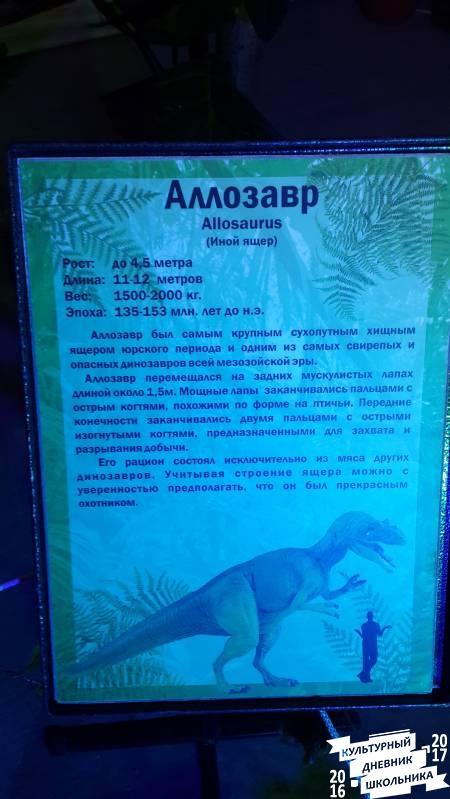 Аллозавр
Allosaurus
(Иной ящер)
Рост: до 4,5 метра
Длина: 11-12 метров
Вес: 1500-2000 кг.
Эпоха: 135-153 млн. лет до н.э.
Аллозавр был самым крупным сухопутным хищным
ящером юрского периода и одним из самых свирепых и
опасных динозавров всей мезозойской эры.
Аллозавр перемещался на задних мускулистых лапах
длиной около 1,5м. Мощные лапы заканчивались пальцами с
острым когтями, похожими по форме на птичьи. Передние
конечности заканчивались двумя пальцами с острыми
изогнутыми когтями, предназначенными для захвата и
разрывания добычи.
Его рацион состоял исключительно из мяса других
динозавров. Учитывая строение ящера можно с
уверенностью предполагать, что он был прекрасным
охотником.
КУЛЬТУРНЫЙ
ДНЕВНИК
ШКОЛЬНИКА
2016
2017